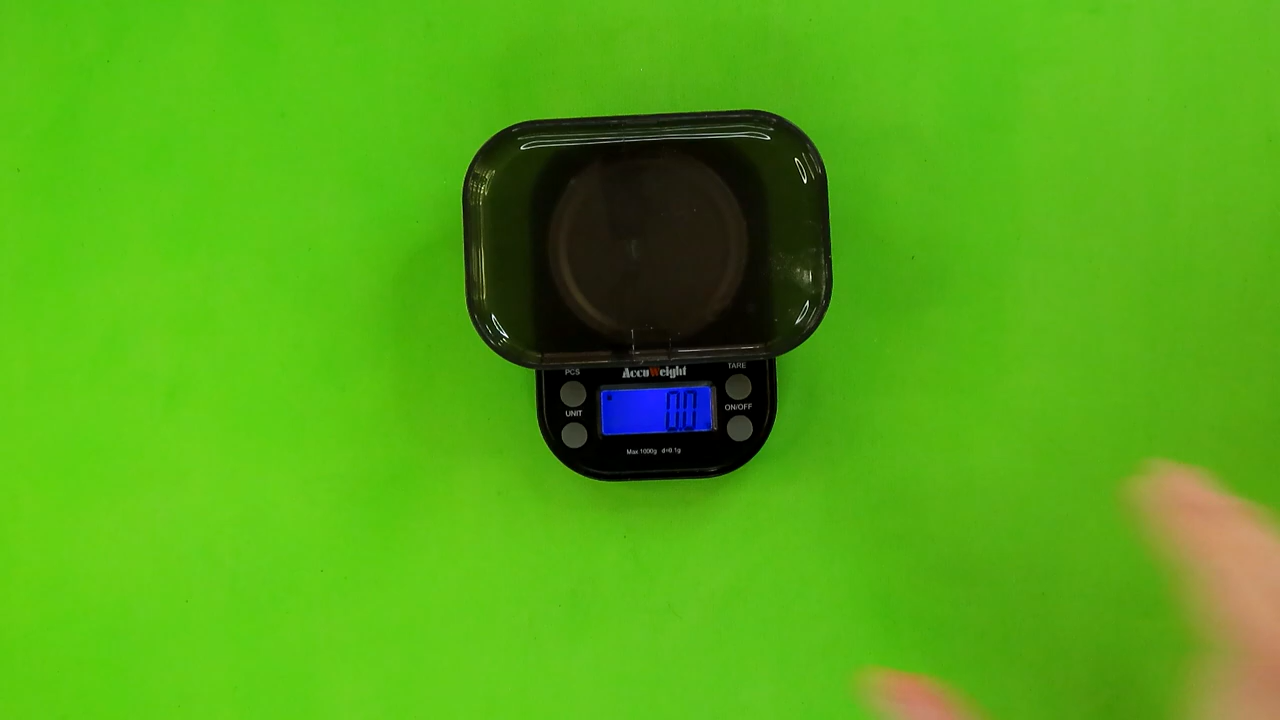 PCS
AccuWeight
TARE
UNIT
0.0
ON/OFF
Max 1000g d=0.1g